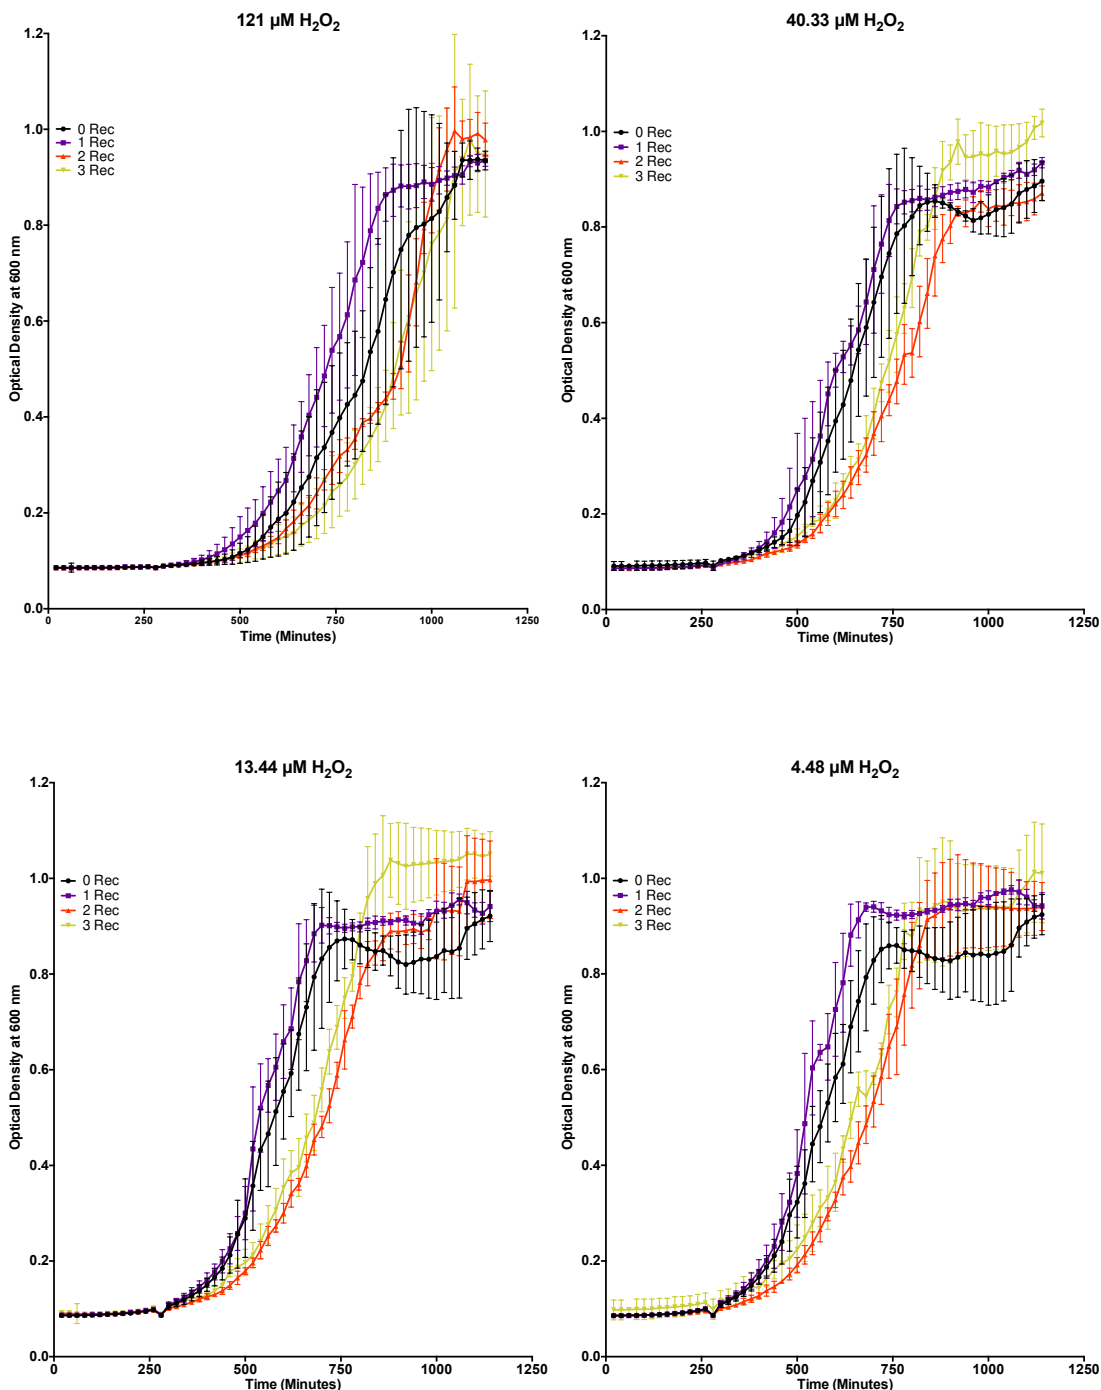 121 µM H₂O₂
Optical Density at 600 nm
1.2
1.0
0.8
0.6
0.4
0.2
0.0
0 Rec
1 Rec
2 Rec
3 Rec
0 250 500 750 1000 1250
Time (Minutes)
40.33 µM H₂O₂
Optical Density at 600 nm
1.2
1.0
0.8
0.6
0.4
0.2
0.0
0 Rec
1 Rec
2 Rec
3 Rec
0 250 500 750 1000 1250
Time (Minutes)
13.44 µM H₂O₂
Optical Density at 600 nm
1.2
1.0
0.8
0.6
0.4
0.2
0.0
0 Rec
1 Rec
2 Rec
3 Rec
0 250 500 750 1000 1250
Time (Minutes)
4.48 µM H₂O₂
Optical Density at 600 nm
1.2
1.0
0.8
0.6
0.4
0.2
0.0
0 Rec
1 Rec
2 Rec
3 Rec
0 250 500 750 1000 1250
Time (Minutes)